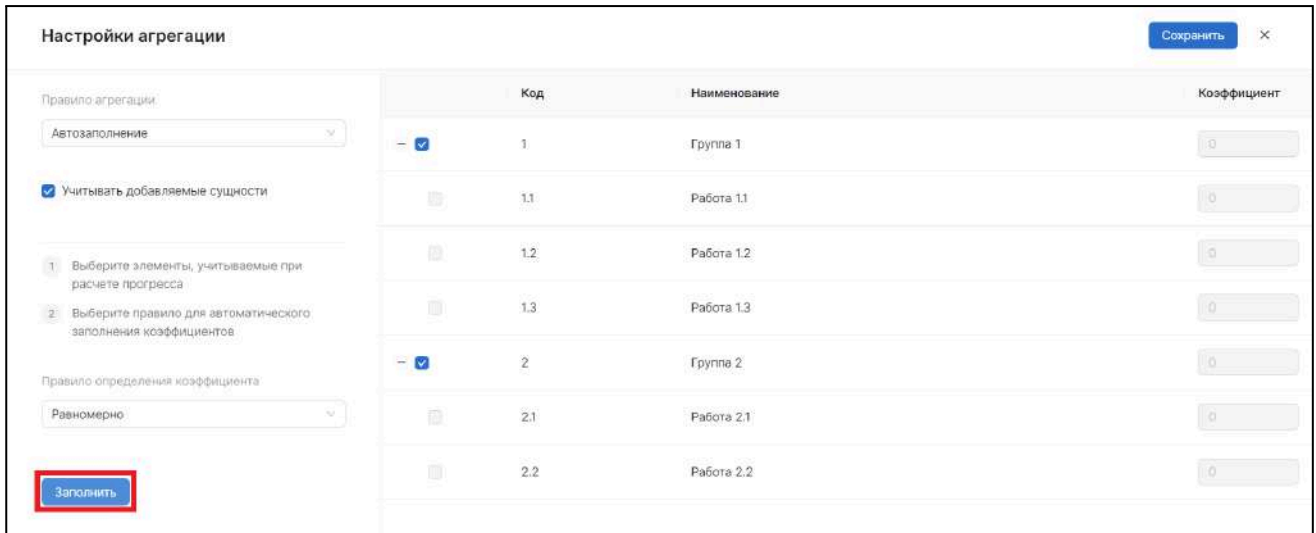 Настройки агрегации
Сохранить
Правило агрегации
Автозаполнение
Учитывать добавляемые сущности
1 Выберите элементы, учитываемые при
расчете прогресса
2 Выберите правило для автоматического
заполнения коэффициентов
Правило определения коэффициента
Равномерно
Заполнить
Код Наименование Коэффициент
1 Группа 1 0
1.1 Работа 1.1 0
1.2 Работа 1.2 0
1.3 Работа 1.3 0
2 Группа 2 0
2.1 Работа 2.1 0
2.2 Работа 2.2 0